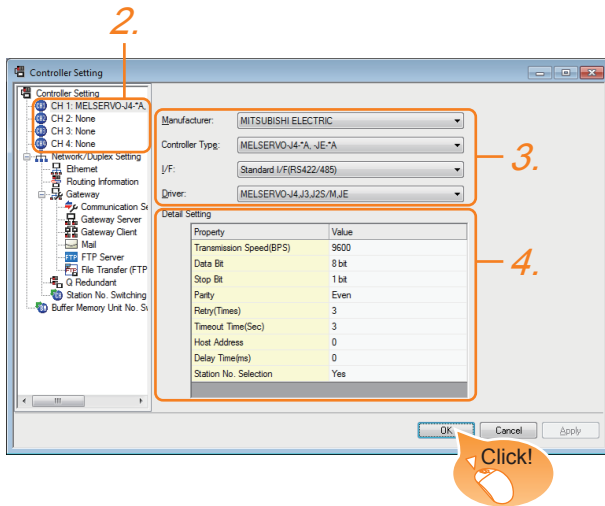 2.
Controller Setting
Controller Setting
CH 1: MELSERVO-J4-*A,
CH 2: None
CH 3: None
CH 4: None
Network/Duplex Setting
Ethernet
Routing Information
Gateway
Communication Se
Gateway Server
Gateway Client
Mail
FTP FTP Server
File Transfer (FTP
Q Redundant
Station No. Switching
Buffer Memory Unit No. Sw
Manufacturer: MITSUBISHI ELECTRIC
Controller Type: MELSERVO-J4-*A, -JE-*A
I/F: Standard I/F(RS422/485)
Driver: MELSERVO-J4,J3,J2S/M,JE
3.
Detail Setting
Property Value
Transmission Speed(BPS) 9600
Data Bit 8 bit
Stop Bit 1 bit
Parity Even
Retry(Times) 3
Timeout Time(Sec) 3
Host Address 0
Delay Time(ms) 0
Station No. Selection Yes
4.
OK Cancel Apply
Click!